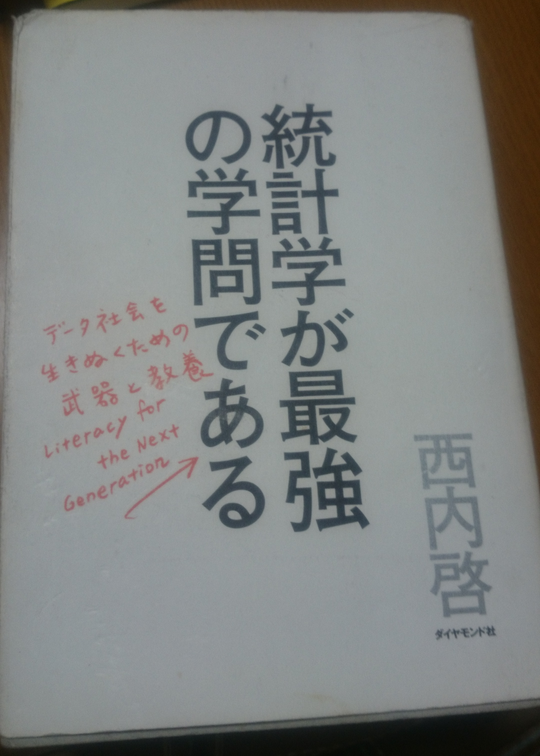 統計学が最強
の学問である
データ社会を
生きぬくための
武器と教養
Literacy for
the Next
Generation
西内啓
ダイヤモンド社